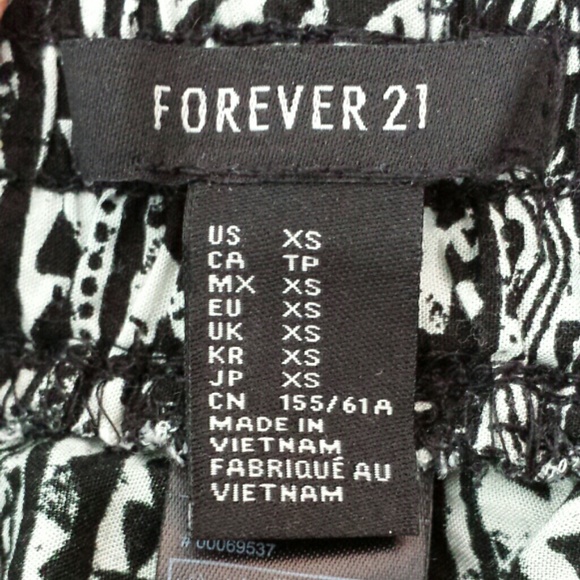 FOREVER 21
US XS
CA TP
MX XS
EU XS
UK XS
KR XS
JP XS
CN 155/61A
MADE IN
VIETNAM
FABRIQUÉ AU
VIETNAM
# 00069537